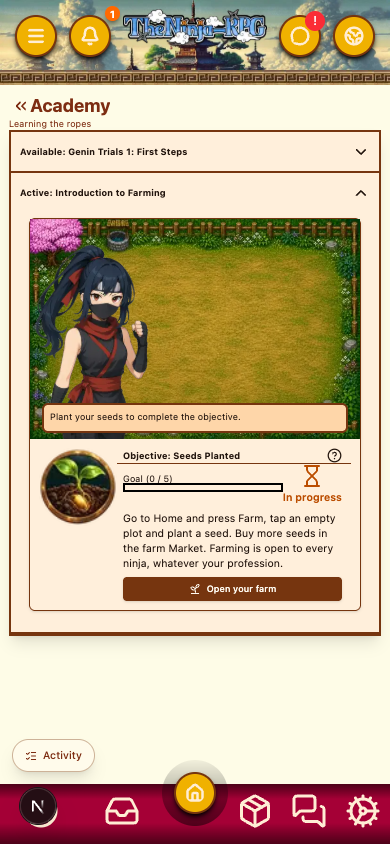 1
TheNinja-RPG
!
Academy
Learning the ropes
Available: Genin Trials 1: First Steps
Active: Introduction to Farming
Plant your seeds to complete the objective.
Objective: Seeds Planted
Goal (0 / 5)
In progress
Go to Home and press Farm, tap an empty
plot and plant a seed. Buy more seeds in
the farm Market. Farming is open to every
ninja, whatever your profession.
Open your farm
Activity
N